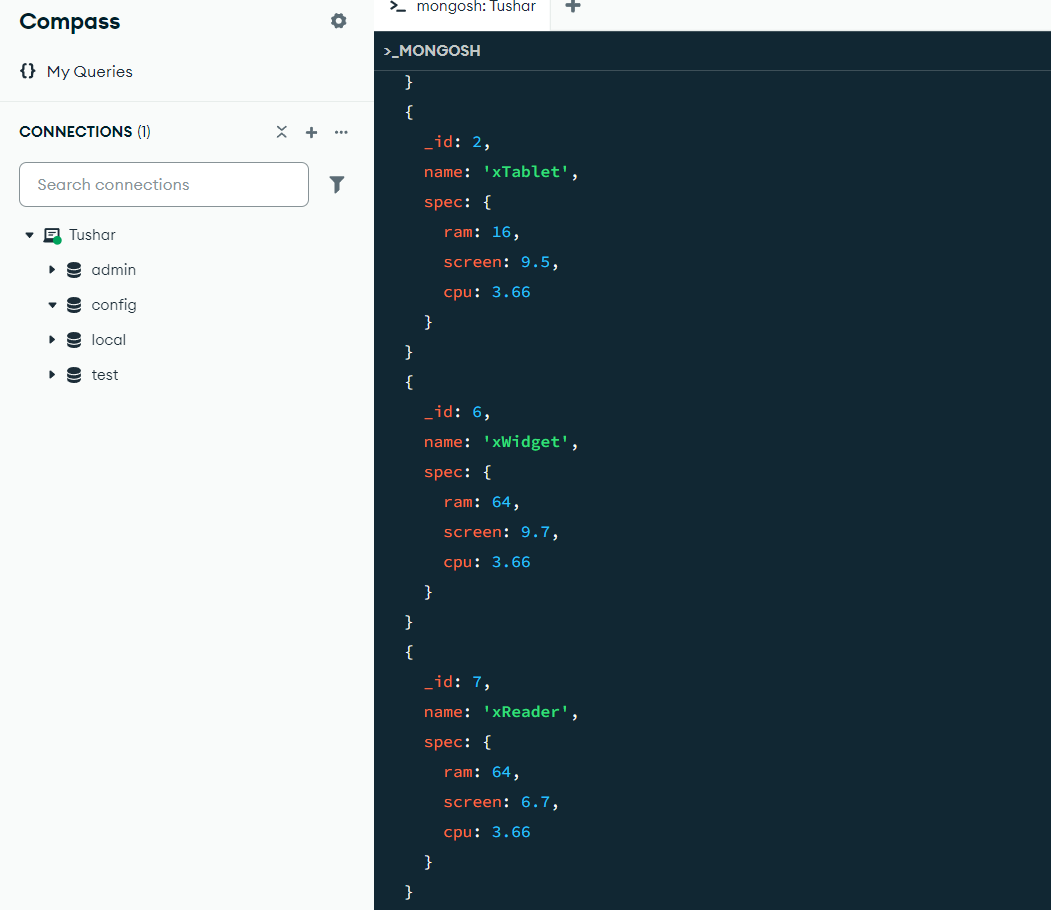 Compass
My Queries
CONNECTIONS (1)
Search connections
Tushar
admin
config
local
test
>_ mongosh: Tushar
>_MONGOSH
}
{
_id: 2,
name: 'xTablet',
spec: {
ram: 16,
screen: 9.5,
cpu: 3.66
}
}
{
_id: 6,
name: 'xWidget',
spec: {
ram: 64,
screen: 9.7,
cpu: 3.66
}
}
{
_id: 7,
name: 'xReader',
spec: {
ram: 64,
screen: 6.7,
cpu: 3.66
}
}